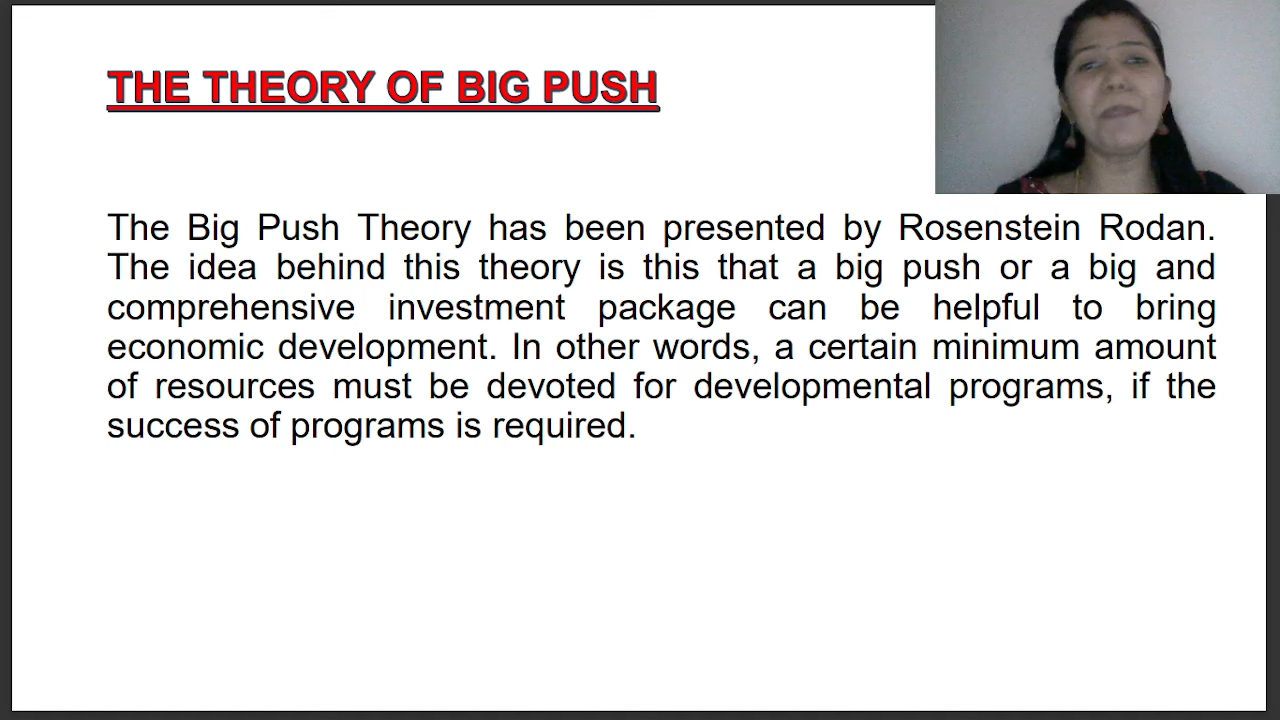 THE THEORY OF BIG PUSH
The Big Push Theory has been presented by Rosenstein Rodan.
The idea behind this theory is this that a big push or a big and
comprehensive investment package can be helpful to bring
economic development. In other words, a certain minimum amount
of resources must be devoted for developmental programs, if the
success of programs is required.